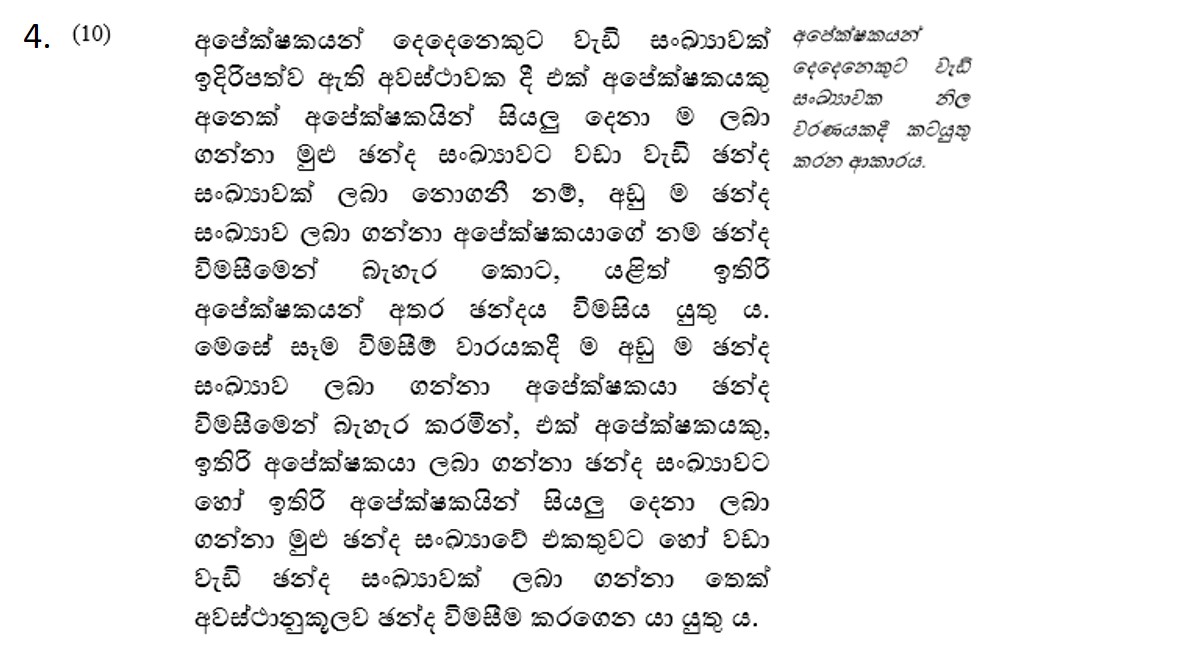 4. (10)
අපේක්ෂකයන් දෙදෙනෙකුට වැඩි සංඛ්‍යාවක්
ඉදිරිපත්ව ඇති අවස්ථාවක දී එක් අපේක්ෂකයකු
අනෙක් අපේක්ෂකයින් සියලු දෙනා ම ලබා
ගන්නා මුළු ඡන්ද සංඛ්‍යාවට වඩා වැඩි ඡන්ද
සංඛ්‍යාවක් ලබා නොගනී නම්, අඩු ම ඡන්ද
සංඛ්‍යාව ලබා ගන්නා අපේක්ෂකයාගේ නම ඡන්ද
විමසීමෙන් බැහැර කොට, යළිත් ඉතිරි
අපේක්ෂකයන් අතර ඡන්දය විමසිය යුතු ය.
මෙසේ සෑම විමසීම් වාරයකදී ම අඩු ම ඡන්ද
සංඛ්‍යාව ලබා ගන්නා අපේක්ෂකයා ඡන්ද
විමසීමෙන් බැහැර කරමින්, එක් අපේක්ෂකයකු,
ඉතිරි අපේක්ෂකයා ලබා ගන්නා ඡන්ද සංඛ්‍යාවට
හෝ ඉතිරි අපේක්ෂකයින් සියලු දෙනා ලබා
ගන්නා මුළු ඡන්ද සංඛ්‍යාවේ එකතුවට හෝ වඩා
වැඩි ඡන්ද සංඛ්‍යාවක් ලබා ගන්නා තෙක්
අවස්ථානුකූලව ඡන්ද විමසීම කරගෙන යා යුතු ය.
අපේක්ෂකයන්
දෙදෙනෙකුට වැඩි
සංඛ්‍යාවක නිල
වරණයකදී කටයුතු
කරන ආකාරය.